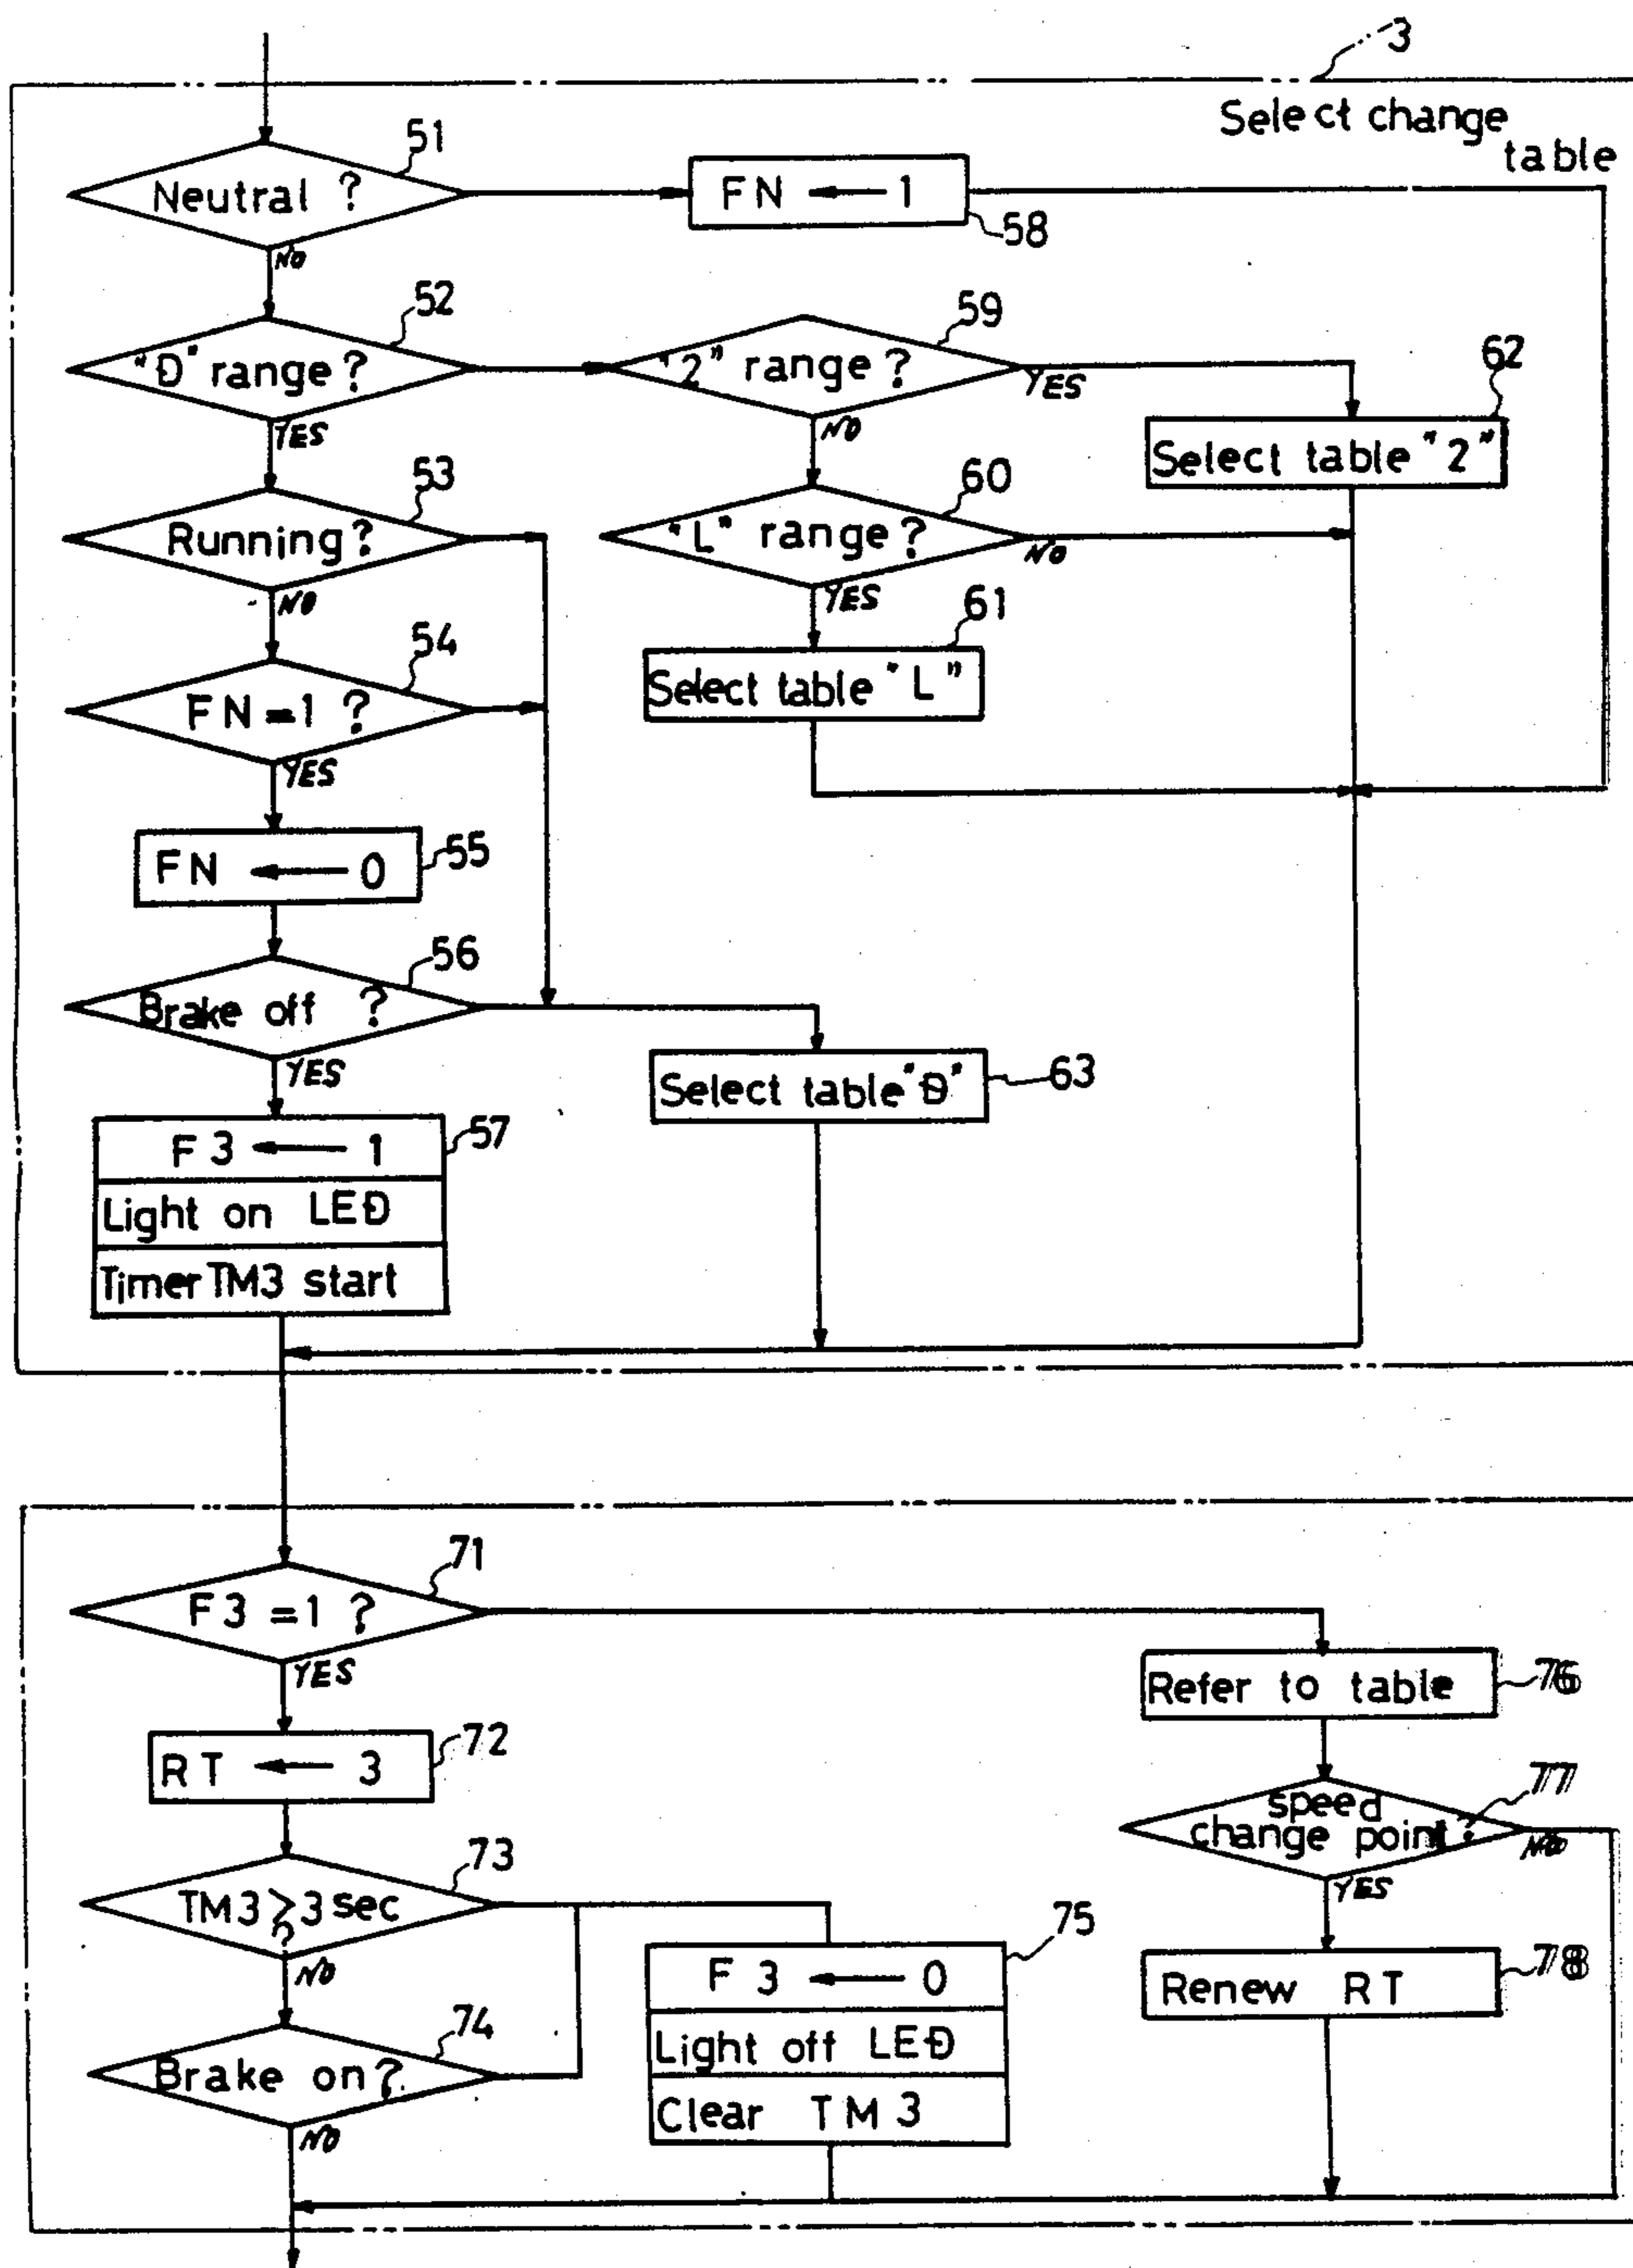 3
Select change
table
51
Neutral ?
FN ← 1
58
NO
52
"D" range?
YES
59
"2" range?
YES
62
Select table "2"
NO
53
Running?
NO
60
"L" range?
NO
YES
61
Select table "L"
54
FN=1 ?
YES
55
FN ← 0
56
Brake off ?
YES
63
Select table "D"
57
F3 ← 1
Light on LED
Timer TM3 start
71
F3 =1 ?
YES
76
Refer to table
72
RT ← 3
77
speed
change point?
NO
YES
73
TM3 ≥ 3 sec
?
NO
75
F3 ← 0
Light off LED
Clear TM3
78
Renew RT
74
Brake on?
NO